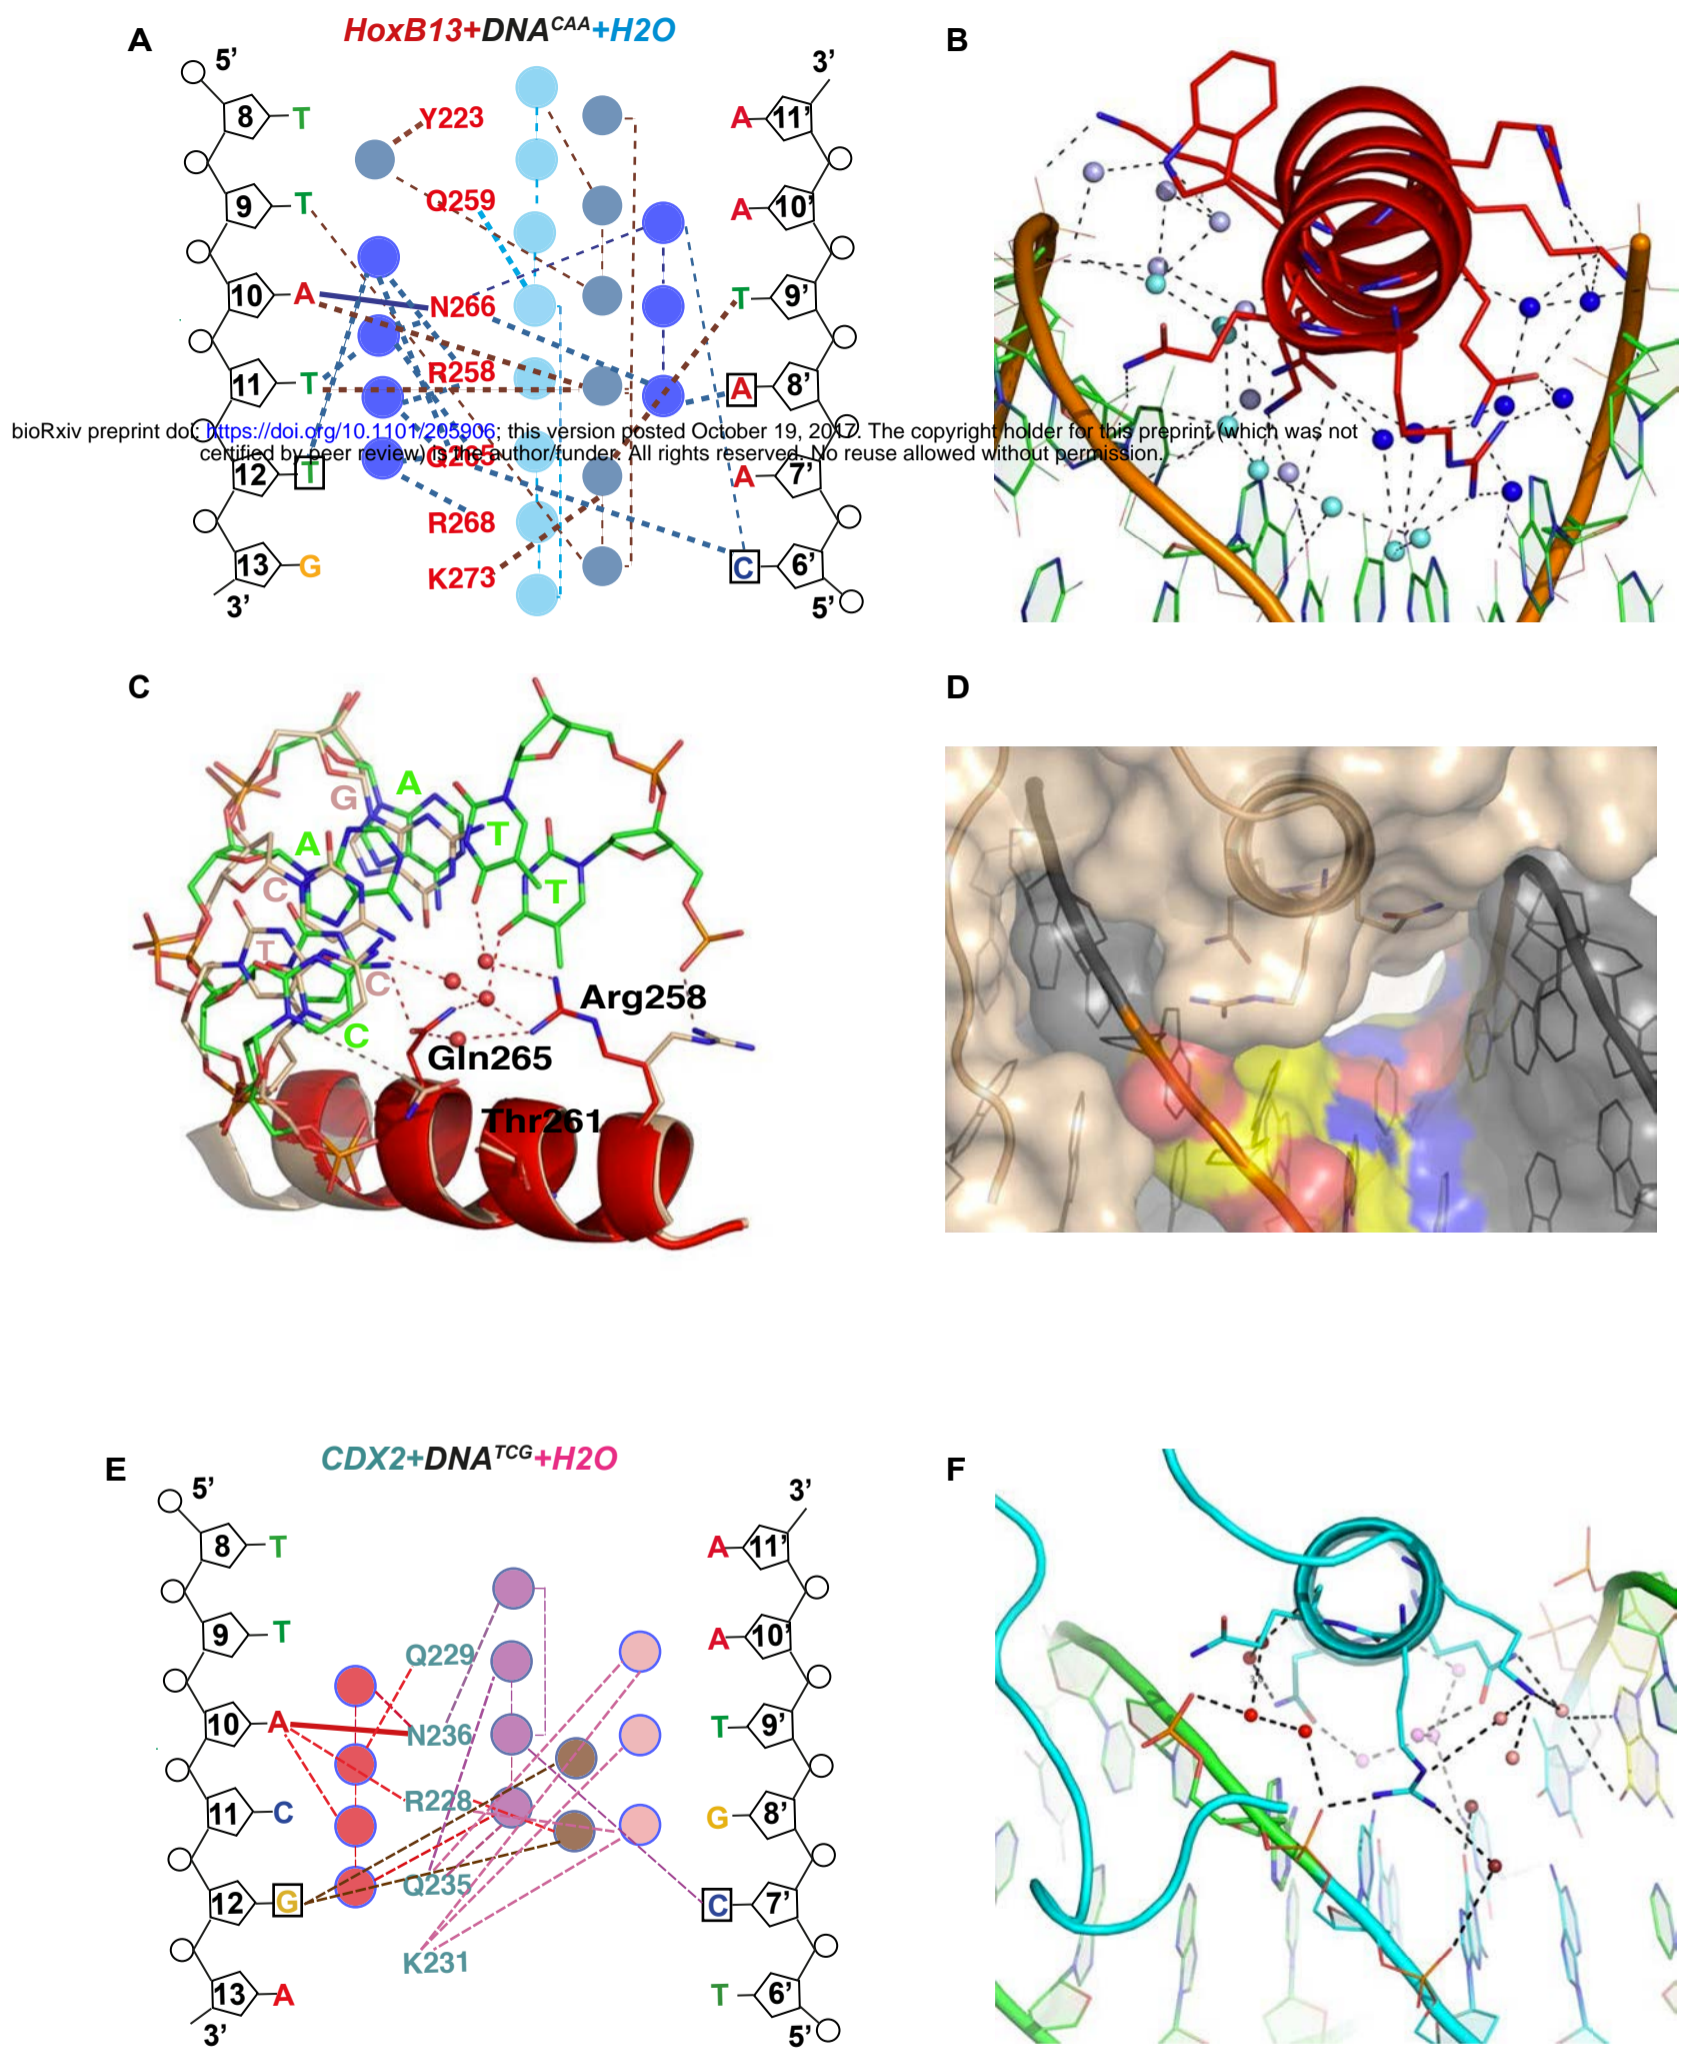 A
HoxB13+DNACAA+H2O
B
5’
3’
8
T
Y223
A
11’
9
T
Q259
A
10’
10
A
N266
T
9’
11
T
R258
A
8’
bioRxiv preprint doi: https://doi.org/10.1101/205906; this version posted October 19, 2017. The copyright holder for this preprint (which was not
certified by peer review) is the author/funder. All rights reserved. No reuse allowed without permission.
12
T
Q265
A
7’
R268
13
G
K273
C
6’
3’
5’
C
D
G
A
A
T
C
T
T
C
C
Arg258
Gln265
Thr261
E
CDX2+DNATCG+H2O
F
5’
3’
8
T
A
11’
9
T
Q229
A
10’
10
A
N236
T
9’
11
C
R228
G
8’
12
G
Q235
C
7’
K231
13
A
T
6’
3’
5’